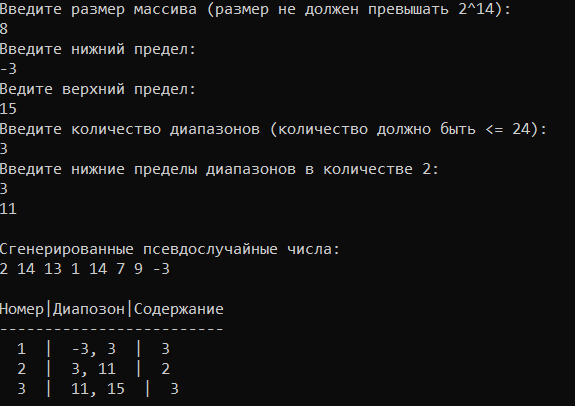 Введите размер массива (размер не должен превышать 2^14):
8
Введите нижний предел:
-3
Ведите верхний предел:
15
Введите количество диапазонов (количество должно быть <= 24):
3
Введите нижние пределы диапазонов в количестве 2:
3
11
Сгенерированные псевдослучайные числа:
2 14 13 1 14 7 9 -3
Номер|Диапозон|Содержание
-------------------------
1 | -3, 3 | 3
2 | 3, 11 | 2
3 | 11, 15 | 3